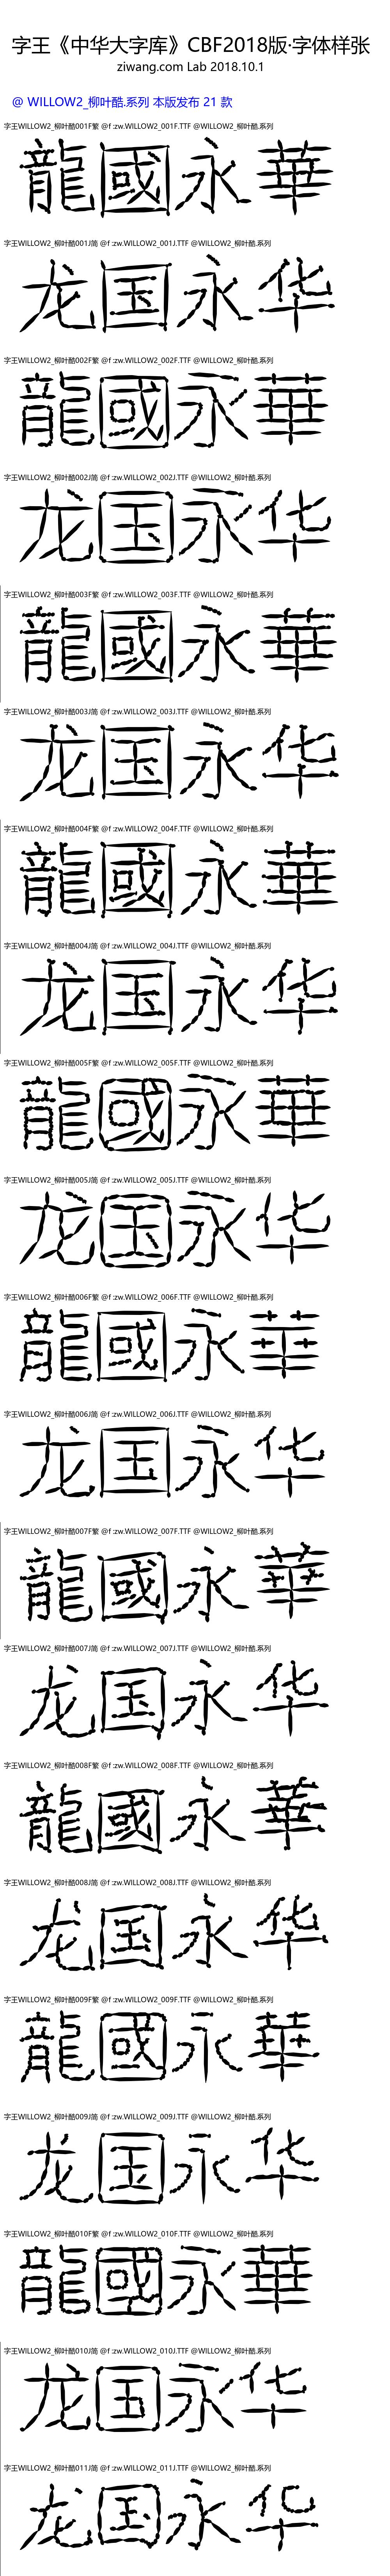 字王《中华大字库》CBF2018版·字体样张
ziwang.com Lab 2018.10.1
@ WILLOW2_柳叶酷.系列 本版发布 21 款
字王WILLOW2_柳叶酷001F繁 @f :zw.WILLOW2_001F.TTF @WILLOW2_柳叶酷.系列
龍國永華
字王WILLOW2_柳叶酷001J简 @f :zw.WILLOW2_001J.TTF @WILLOW2_柳叶酷.系列
龙国永华
字王WILLOW2_柳叶酷002F繁 @f :zw.WILLOW2_002F.TTF @WILLOW2_柳叶酷.系列
龍國永華
字王WILLOW2_柳叶酷002J简 @f :zw.WILLOW2_002J.TTF @WILLOW2_柳叶酷.系列
龙国永华
字王WILLOW2_柳叶酷003F繁 @f :zw.WILLOW2_003F.TTF @WILLOW2_柳叶酷.系列
龍國永華
字王WILLOW2_柳叶酷003J简 @f :zw.WILLOW2_003J.TTF @WILLOW2_柳叶酷.系列
龙国永华
字王WILLOW2_柳叶酷004F繁 @f :zw.WILLOW2_004F.TTF @WILLOW2_柳叶酷.系列
龍國永華
字王WILLOW2_柳叶酷004J简 @f :zw.WILLOW2_004J.TTF @WILLOW2_柳叶酷.系列
龙国永华
字王WILLOW2_柳叶酷005F繁 @f :zw.WILLOW2_005F.TTF @WILLOW2_柳叶酷.系列
龍國永華
字王WILLOW2_柳叶酷005J简 @f :zw.WILLOW2_005J.TTF @WILLOW2_柳叶酷.系列
龙国永华
字王WILLOW2_柳叶酷006F繁 @f :zw.WILLOW2_006F.TTF @WILLOW2_柳叶酷.系列
龍國永華
字王WILLOW2_柳叶酷006J简 @f :zw.WILLOW2_006J.TTF @WILLOW2_柳叶酷.系列
龙国永华
字王WILLOW2_柳叶酷007F繁 @f :zw.WILLOW2_007F.TTF @WILLOW2_柳叶酷.系列
龍國永華
字王WILLOW2_柳叶酷007J简 @f :zw.WILLOW2_007J.TTF @WILLOW2_柳叶酷.系列
龙国永华
字王WILLOW2_柳叶酷008F繁 @f :zw.WILLOW2_008F.TTF @WILLOW2_柳叶酷.系列
龍國永華
字王WILLOW2_柳叶酷008J简 @f :zw.WILLOW2_008J.TTF @WILLOW2_柳叶酷.系列
龙国永华
字王WILLOW2_柳叶酷009F繁 @f :zw.WILLOW2_009F.TTF @WILLOW2_柳叶酷.系列
龍國永華
字王WILLOW2_柳叶酷009J简 @f :zw.WILLOW2_009J.TTF @WILLOW2_柳叶酷.系列
龙国永华
字王WILLOW2_柳叶酷010F繁 @f :zw.WILLOW2_010F.TTF @WILLOW2_柳叶酷.系列
龍國永華
字王WILLOW2_柳叶酷010J简 @f :zw.WILLOW2_010J.TTF @WILLOW2_柳叶酷.系列
龙国永华
字王WILLOW2_柳叶酷011J简 @f :zw.WILLOW2_011J.TTF @WILLOW2_柳叶酷.系列
龙国永华